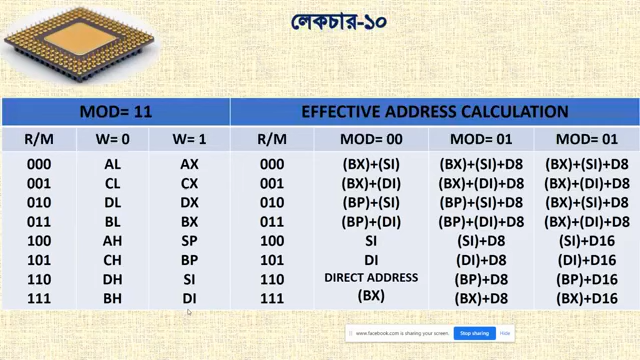 লেকচার-১০
MOD= 11 EFFECTIVE ADDRESS CALCULATION
R/M W= 0 W= 1 R/M MOD= 00 MOD= 01 MOD= 01
000 AL AX 000 (BX)+(SI) (BX)+(SI)+D8 (BX)+(SI)+D8
001 CL CX 001 (BX)+(DI) (BX)+(DI)+D8 (BX)+(DI)+D8
010 DL DX 010 (BP)+(SI) (BP)+(SI)+D8 (BP)+(SI)+D8
011 BL BX 011 (BP)+(DI) (BP)+(DI)+D8 (BX)+(DI)+D8
100 AH SP 100 SI (SI)+D8 (SI)+D16
101 CH BP 101 DI (DI)+D8 (DI)+D16
110 DH SI 110 DIRECT ADDRESS (BP)+D8 (BP)+D16
111 BH DI 111 (BX) (BX)+D8 (BX)+D16
www.facebook.com is sharing your screen. Stop sharing Hide